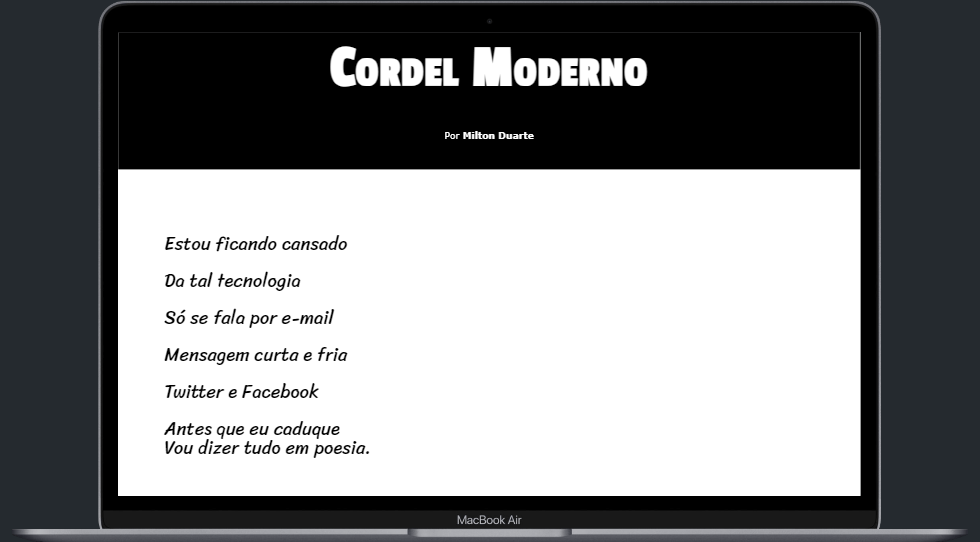 Cordel Moderno
Por Milton Duarte
Estou ficando cansado
Da tal tecnologia
Só se fala por e-mail
Mensagem curta e fria
Twitter e Facebook
Antes que eu caduque
Vou dizer tudo em poesia.
MacBook Air